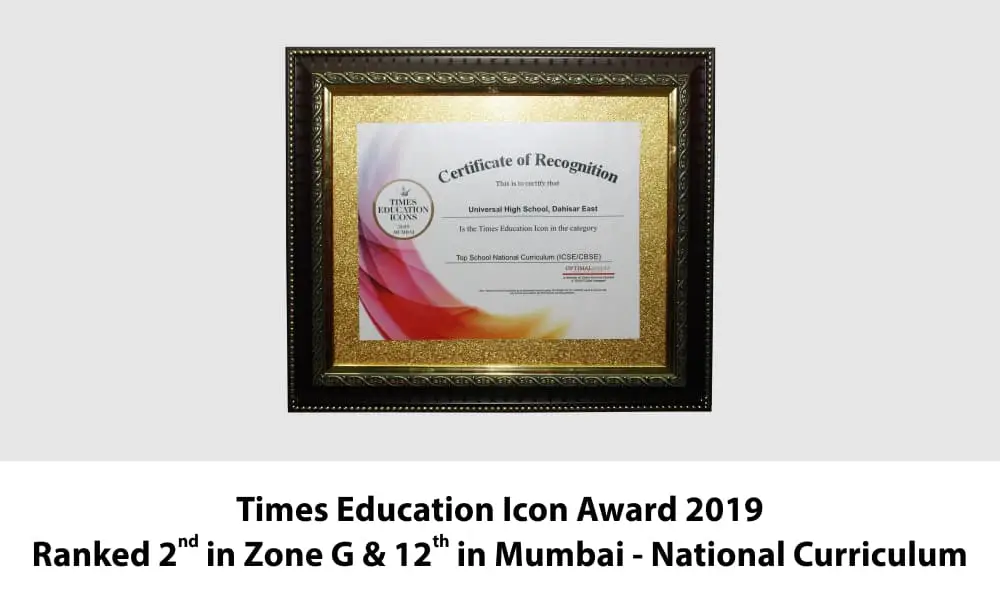 Certificate of Recognition
This is to certify that
TIMES
EDUCATION
ICONS
2019
MUMBAI
Universal High School, Dahisar East
Is the Times Education Icon in the category
Top School National Curriculum (ICSE/CBSE)
OPTIMAL
Times Education Icon Award 2019
Ranked 2nd in Zone G & 12th in Mumbai - National Curriculum